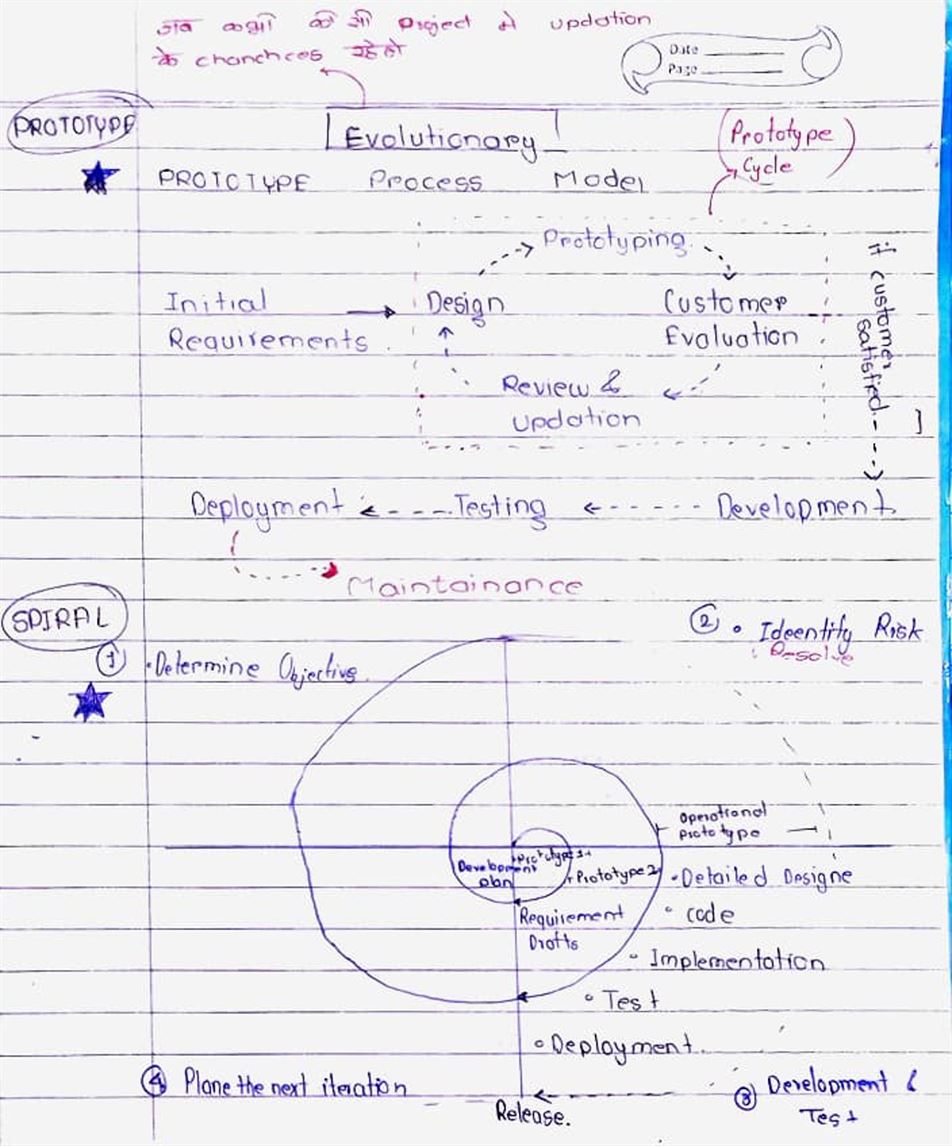 जब कभी की भी Project मे updation
के chanchces रहेतो
Date
Page
PROTOTYPE
Evolutionary
(Prototype Cycle)
PROTOTYPE Process Model
Prototyping
Initial Requirements
Design
Customer Evaluation
if customer satisfied
Review & updation
Deployment
Testing
Development
Maintainance
SPIRAL
1 • Determine Objective
2 • Ideentify Risk
Resolve
Operational prototype
Prototype 1
Development plan
Prototype 2
• Detailed Designe
Requirement Drafts
• code
• Implementation
• Test
• Deployment
4 Plane the next iteration
3 Development & Test
Release.